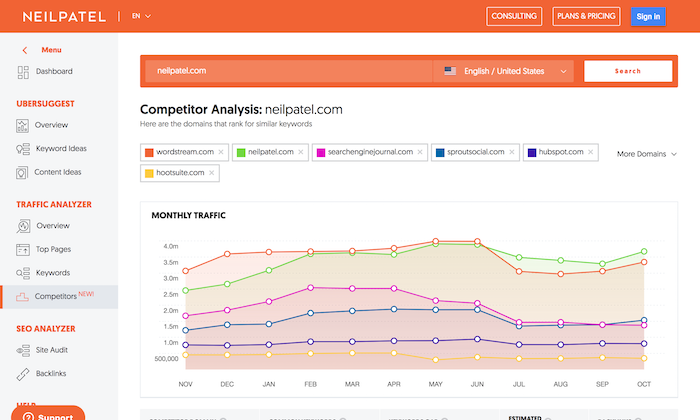 NEILPATEL
EN
CONSULTING
PLANS & PRICING
Sign in
Menu
Dashboard
UBERSUGGEST
Overview
Keyword Ideas
Content Ideas
TRAFFIC ANALYZER
Overview
Top Pages
Keywords
Competitors NEW!
SEO ANALYZER
Site Audit
Backlinks
HELP
Support
neilpatel.com
English / United States
Search
Competitor Analysis: neilpatel.com
Here are the domains that rank for similar keywords
wordstream.com ×
neilpatel.com ×
searchenginejournal.com ×
sproutsocial.com ×
hubspot.com ×
More Domains
hootsuite.com ×
MONTHLY TRAFFIC
4.0m
3.5m
3.0m
2.5m
2.0m
1.5m
1.0m
500,000
NOV DEC JAN FEB MAR APR MAY JUN JUL AUG SEP OCT
ESTIMATED